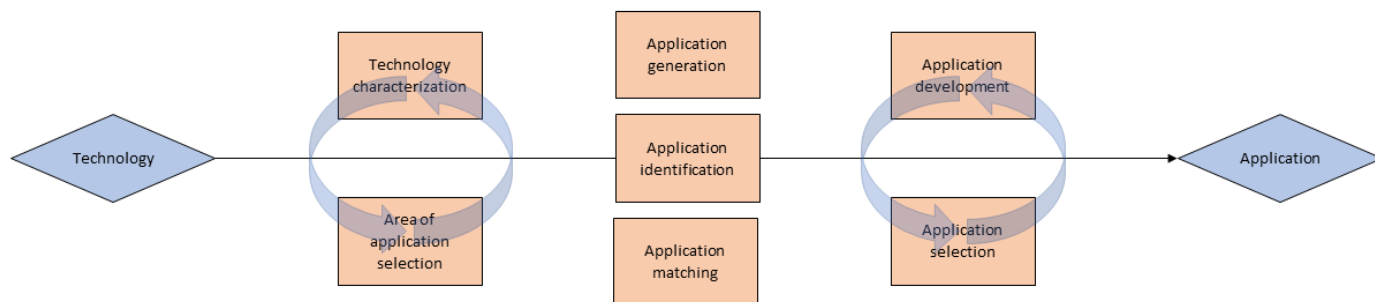 Technology
Technology
characterization
Area of
application
selection
Application
generation
Application
identification
Application
matching
Application
development
Application
selection
Application